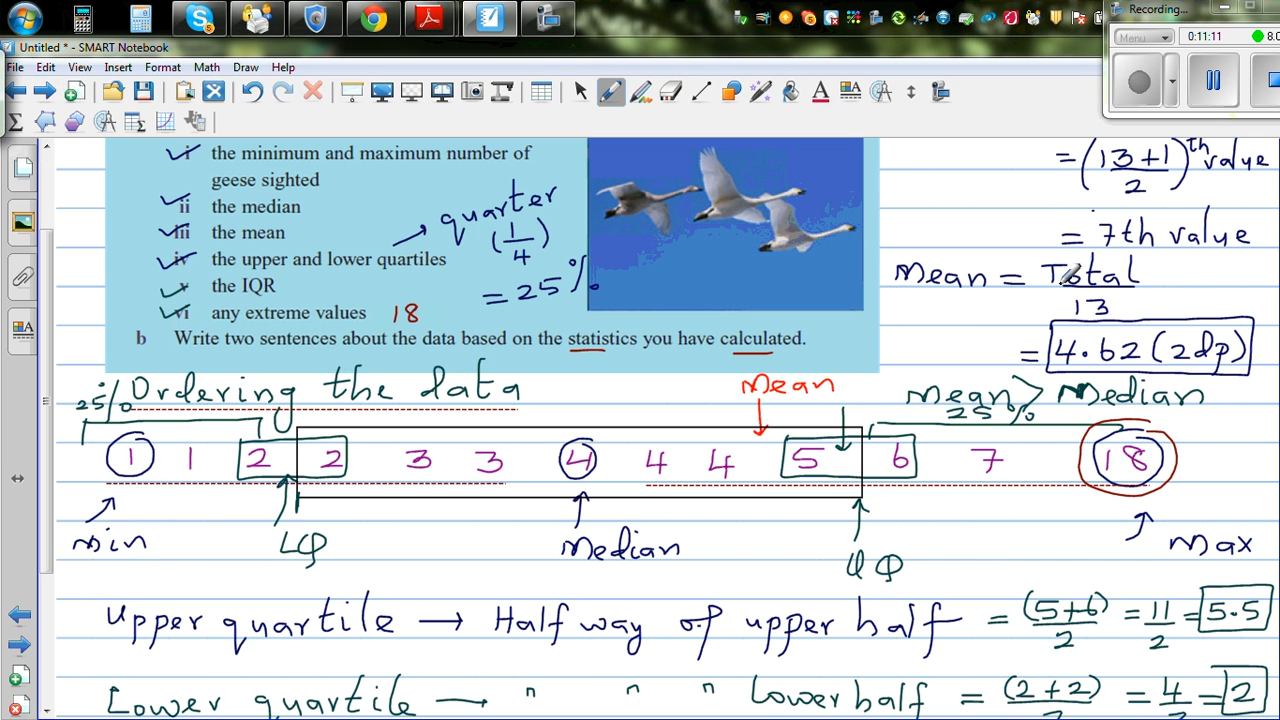 Recording...
Untitled * - SMART Notebook
Menu
0:11:11
8.0
File Edit View Insert Format Math Draw Help
i the minimum and maximum number of
geese sighted
ii the median
iii the mean
iv the upper and lower quartiles
v the IQR
vi any extreme values 18
b Write two sentences about the data based on the statistics you have calculated.
quarter
(1/4)
= 25%
= (13+1)/2 th value
= 7th value
Mean = Total
13
= 4.62 (2dp)
25% Ordering the data
Mean
Mean > Median
25%
1 1 2 2 3 3 4 4 4 5 6 7 18
Min LQ Median UQ Max
Upper quartile → Half way of upper half = (5+6)/2 = 11/2 = 5.5
Lower quartile → " " " Lower half = (2+2)/2 = 4/2 = 2